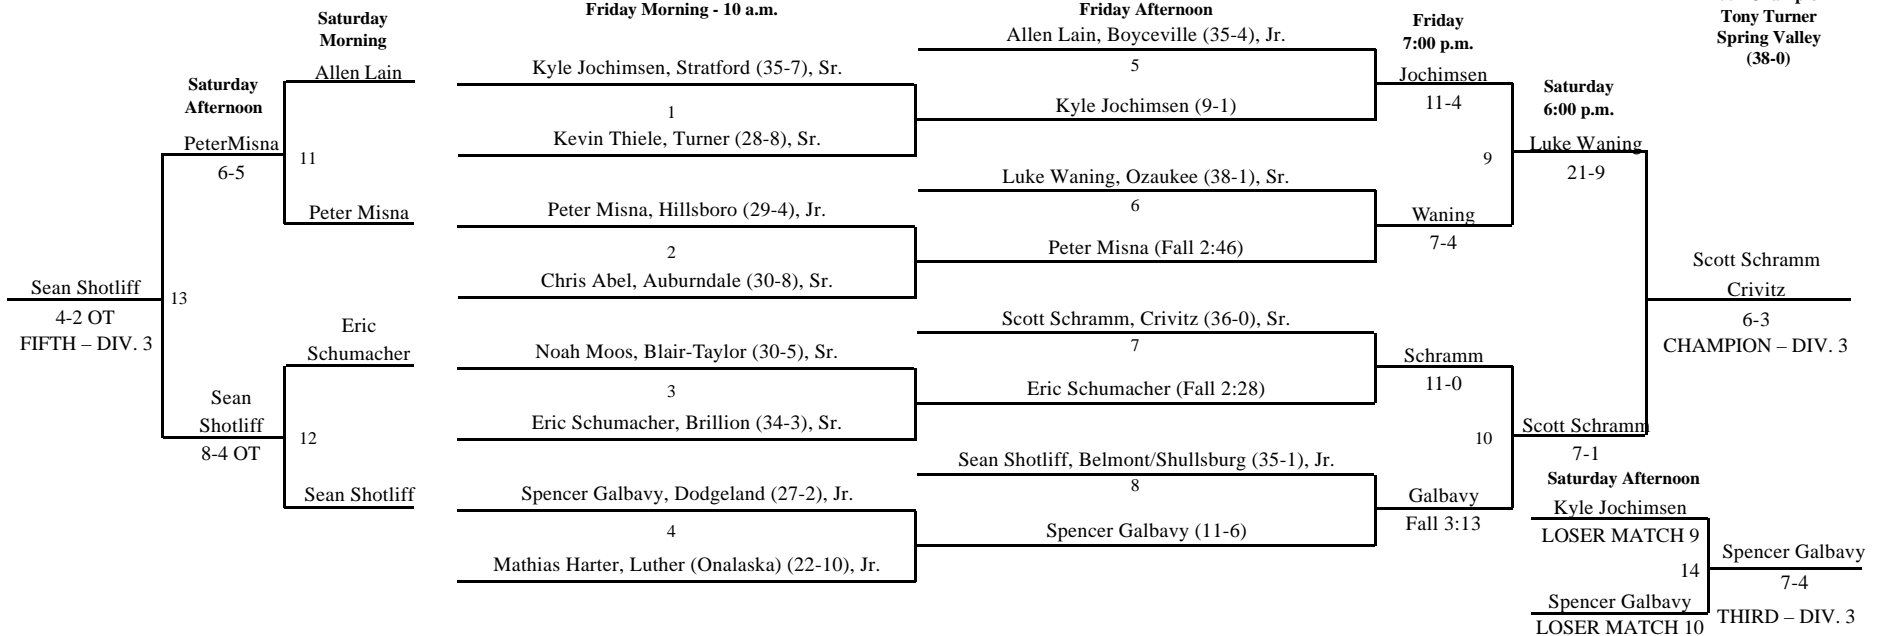 Friday Morning - 10 a.m.
Friday Afternoon
Saturday
Morning
Friday
7:00 p.m.
Tony Turner
Spring Valley
(38-0)
Saturday
Afternoon
Saturday
6:00 p.m.
Allen Lain
PeterMisna
6-5
11
Peter Misna
Sean Shotliff
4-2 OT
FIFTH – DIV. 3
13
Eric
Schumacher
Sean
Shotliff
8-4 OT
12
Sean Shotliff
Kyle Jochimsen, Stratford (35-7), Sr.
1
Kevin Thiele, Turner (28-8), Sr.
Peter Misna, Hillsboro (29-4), Jr.
2
Chris Abel, Auburndale (30-8), Sr.
Noah Moos, Blair-Taylor (30-5), Sr.
3
Eric Schumacher, Brillion (34-3), Sr.
Spencer Galbavy, Dodgeland (27-2), Jr.
4
Mathias Harter, Luther (Onalaska) (22-10), Jr.
Allen Lain, Boyceville (35-4), Jr.
5
Kyle Jochimsen (9-1)
Luke Waning, Ozaukee (38-1), Sr.
6
Peter Misna (Fall 2:46)
Scott Schramm, Crivitz (36-0), Sr.
7
Eric Schumacher (Fall 2:28)
Sean Shotliff, Belmont/Shullsburg (35-1), Jr.
8
Spencer Galbavy (11-6)
Jochimsen
11-4
9
Waning
7-4
Schramm
11-0
10
Galbavy
Fall 3:13
Luke Waning
21-9
Scott Schramm
7-1
Scott Schramm
Crivitz
6-3
CHAMPION – DIV. 3
Saturday Afternoon
Kyle Jochimsen
LOSER MATCH 9
14
Spencer Galbavy
LOSER MATCH 10
Spencer Galbavy
7-4
THIRD – DIV. 3